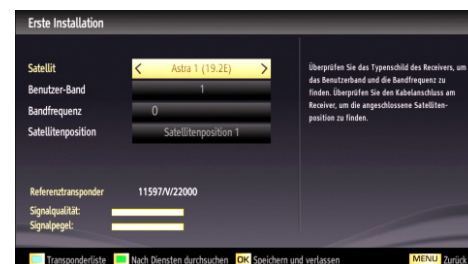 Erste Installation
Satellit
< Astra 1 (19.2E) >
Benutzer-Band
1
Bandfrequenz
0
Satellitenposition
Satellitenposition 1
Referenztransponder
11597/V/22000
Signalqualität:
Signalpegel:
Überprüfen Sie das Typenschild des Receivers, um
das Benutzerband und die Bandfrequenz zu
finden. Überprüfen Sie den Kabelanschluss am
Receiver, um die angeschlossene Satelliten-
position zu finden.
Transponderliste Nach Diensten durchsuchen OK Speichern und verlassen MENU Zurück